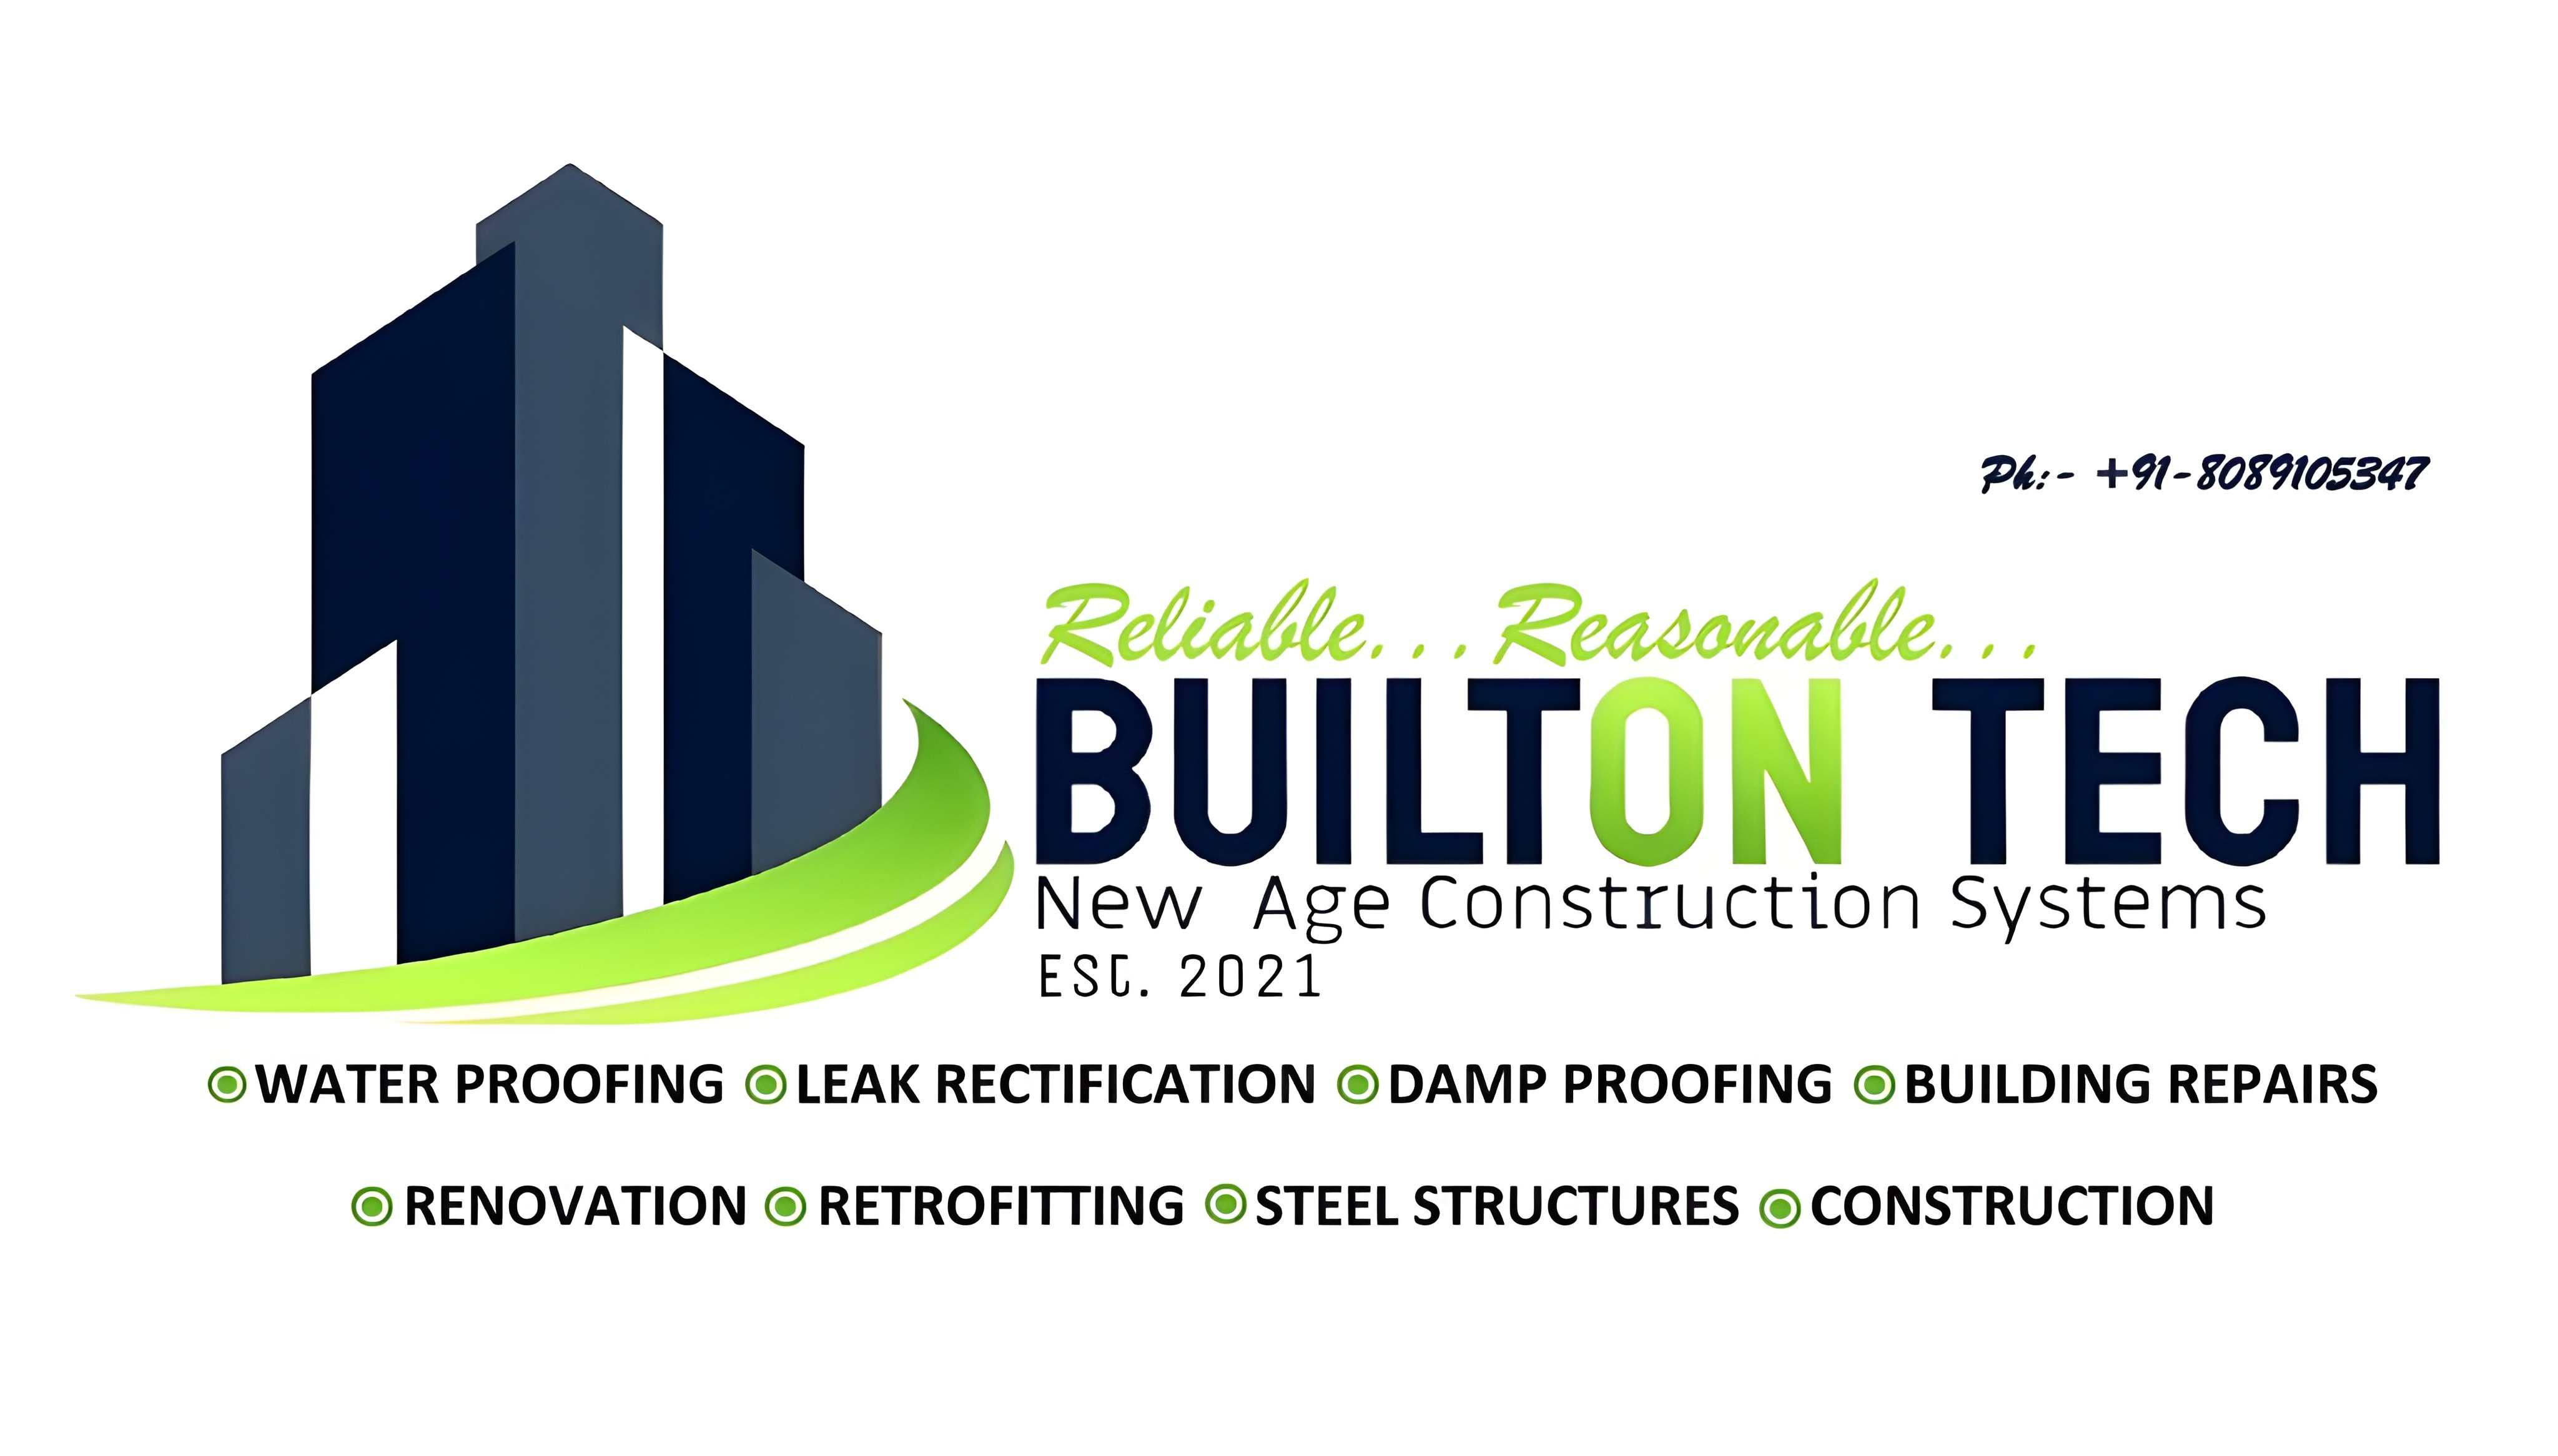 Ph:- +91-8089105347
Reliable...Reasonable...
BUILTON TECH
New Age Construction Systems
Est. 2021
WATER PROOFING LEAK RECTIFICATION DAMP PROOFING BUILDING REPAIRS
RENOVATION RETROFITTING STEEL STRUCTURES CONSTRUCTION